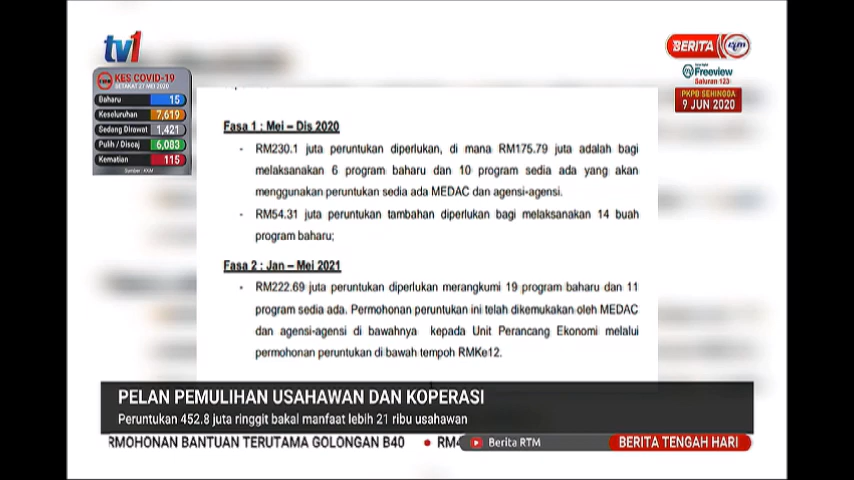 tv1
BERITA rtm
Freeview
Saluran 123
PKPB SEHINGGA
9 JUN 2020
KES COVID-19
SETAKAT 27 MEI 2020
Baharu 15
Keseluruhan 7,619
Sedang Dirawat 1,421
Pulih / Discaj 6,083
Kematian 115
Sumber : KKM
Fasa 1 : Mei – Dis 2020
- RM230.1 juta peruntukan diperlukan, di mana RM175.79 juta adalah bagi
melaksanakan 6 program baharu dan 10 program sedia ada yang akan
menggunakan peruntukan sedia ada MEDAC dan agensi-agensi.
- RM54.31 juta peruntukan tambahan diperlukan bagi melaksanakan 14 buah
program baharu;
Fasa 2 : Jan – Mei 2021
- RM222.69 juta peruntukan diperlukan merangkumi 19 program baharu dan 11
program sedia ada. Permohonan peruntukan ini telah dikemukakan oleh MEDAC
dan agensi-agensi di bawahnya kepada Unit Perancang Ekonomi melalui
permohonan peruntukan di bawah tempoh RMKe12.
PELAN PEMULIHAN USAHAWAN DAN KOPERASI
Peruntukan 452.8 juta ringgit bakal manfaat lebih 21 ribu usahawan
RMOHONAN BANTUAN TERUTAMA GOLONGAN B40 • RM4 Berita RTM BERITA TENGAH HARI